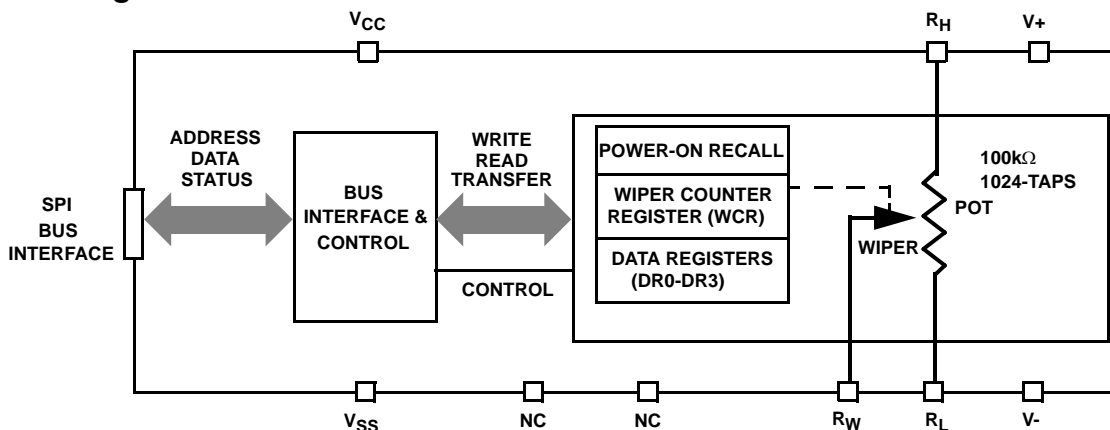 VCC
RH
V+
ADDRESS
DATA
STATUS
WRITE
READ
TRANSFER
SPI
BUS
INTERFACE
BUS
INTERFACE &
CONTROL
CONTROL
POWER-ON RECALL
WIPER COUNTER
REGISTER (WCR)
DATA REGISTERS
(DR0-DR3)
WIPER
100kΩ
1024-TAPS
POT
VSS
NC
NC
RW
RL
V-